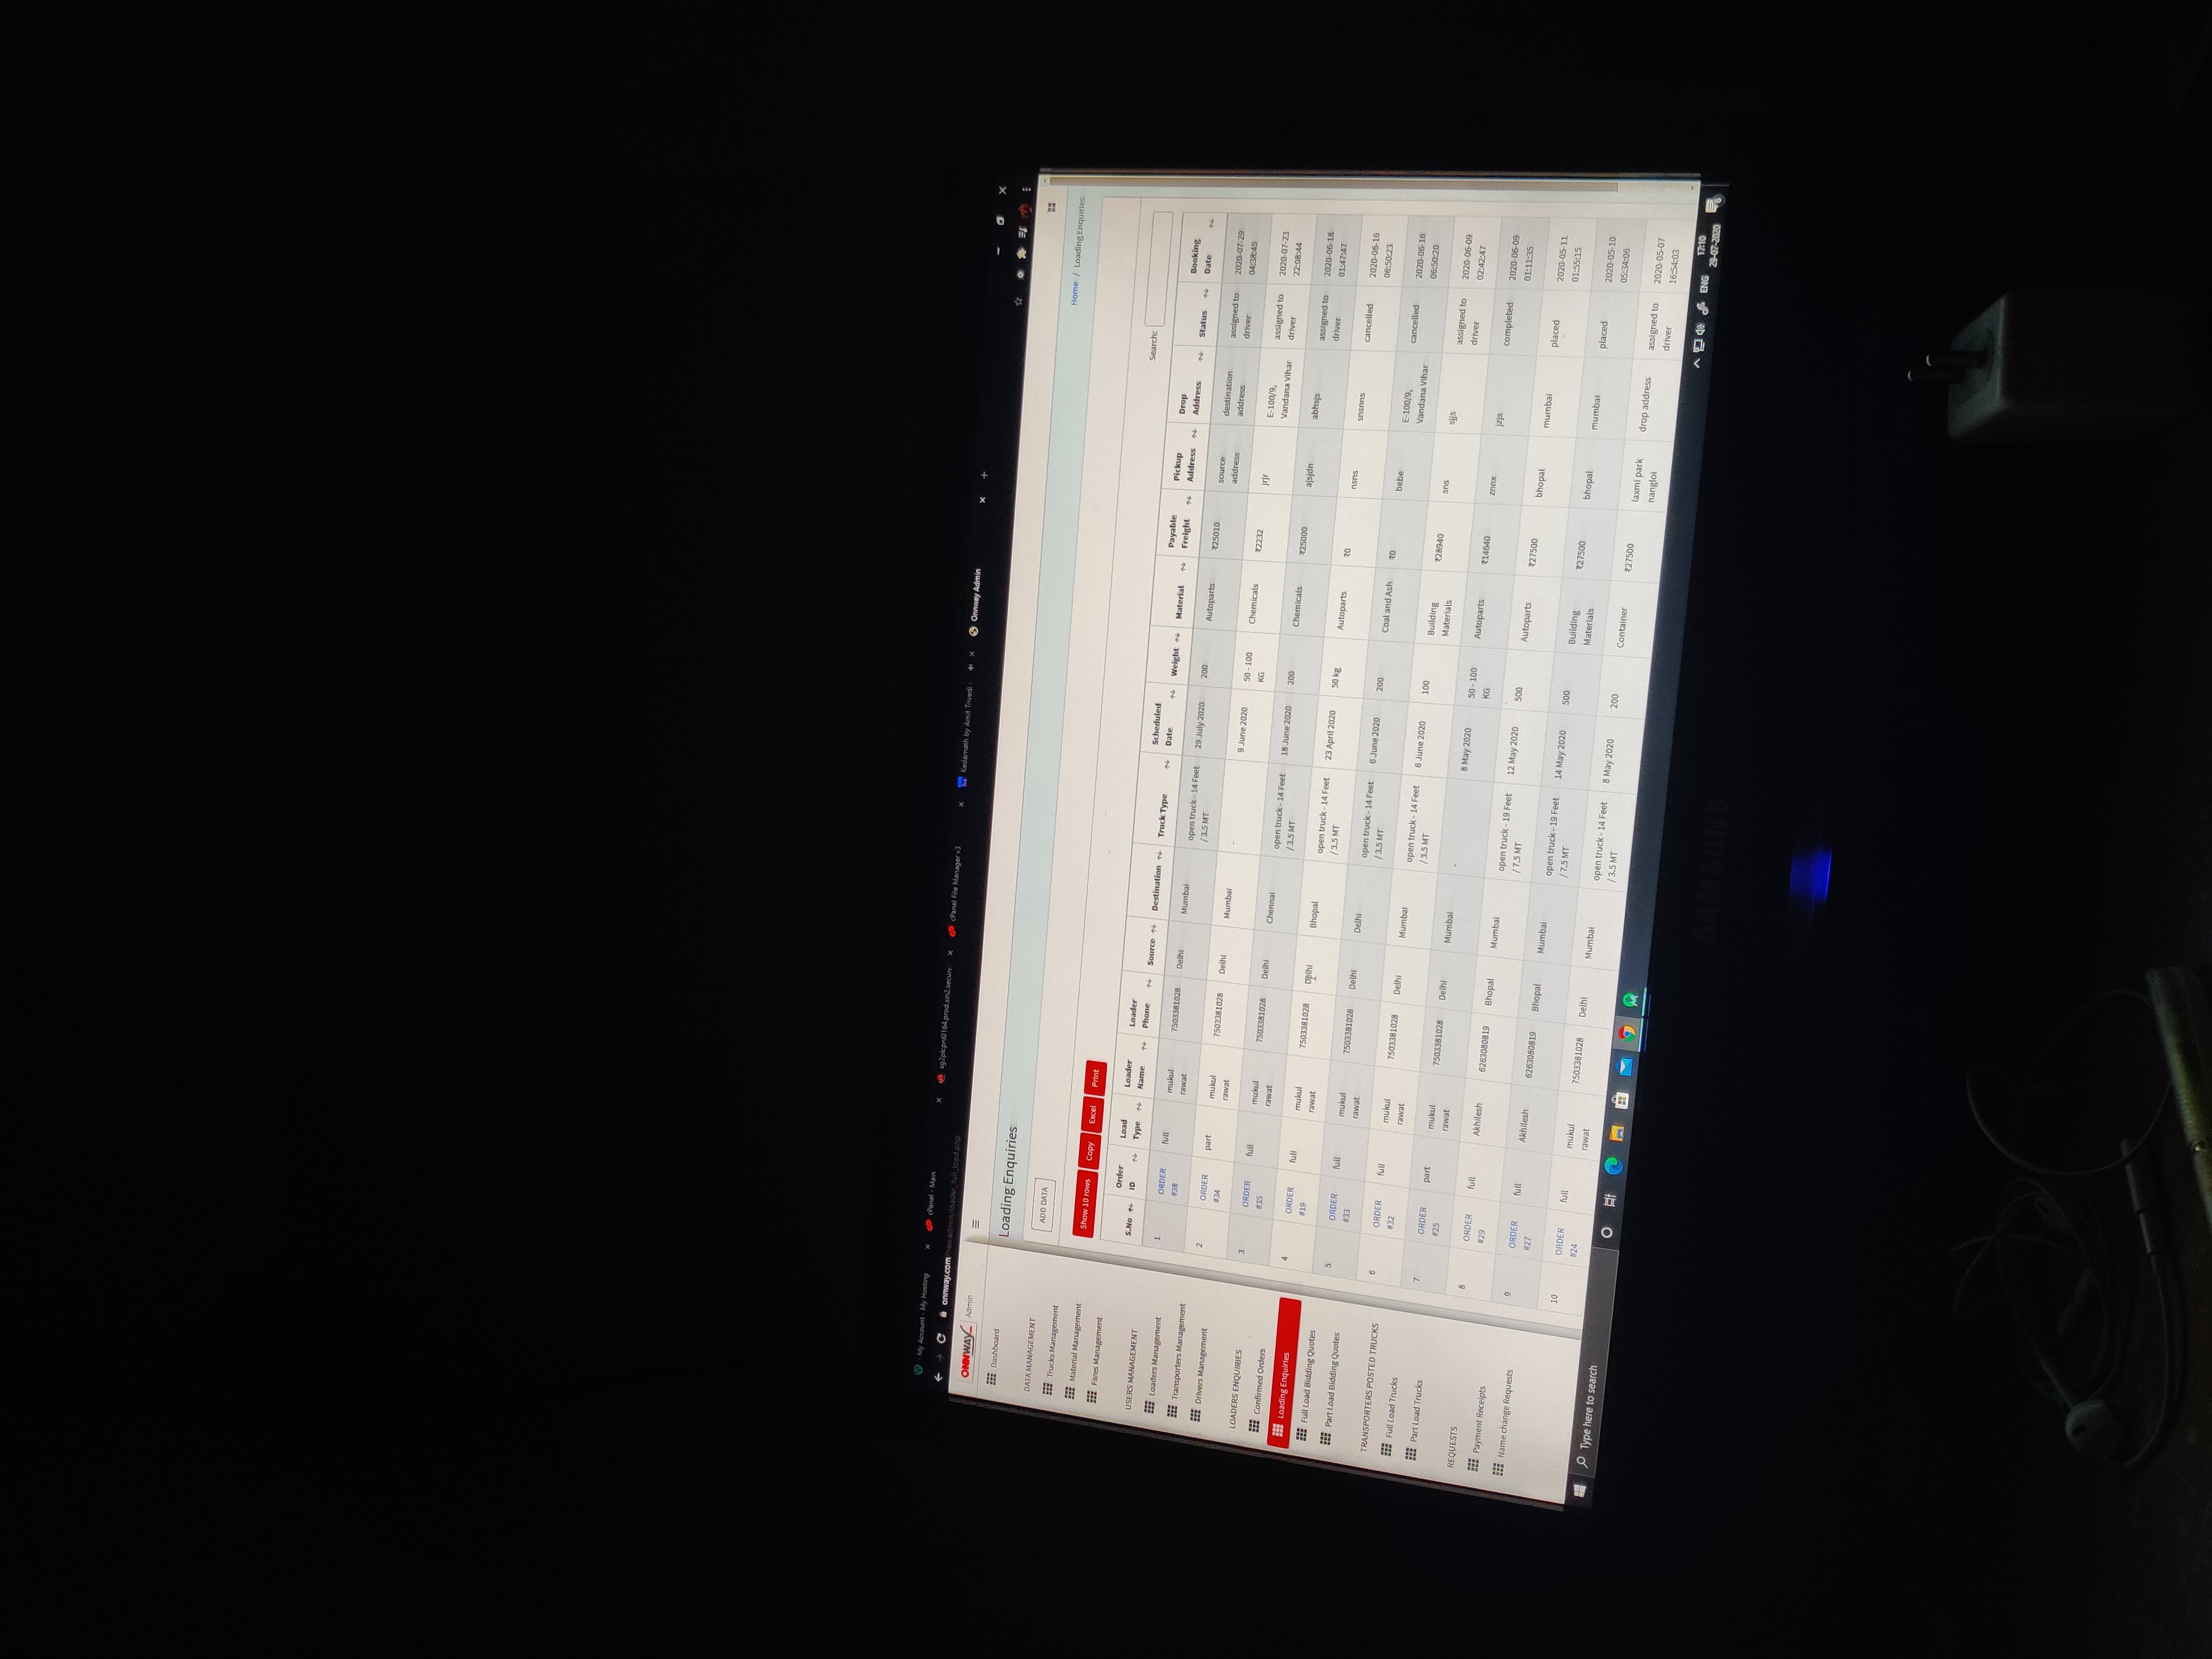 - My Account - My Hosting
cPanel - Main
sg2plcpnl0164.prod.sin2.secure
cPanel File Manager v3
Kedarnath by Amit Trivedi
Onnway Admin
onnway.com/newadmin/loader_full_load.php
ONNWAY Admin
Dashboard
DATA MANAGEMENT
Trucks Management
Material Management
Fares Management
USERS MANAGEMENT
Loaders Management
Transporters Management
Drivers Management
LOADERS ENQUIRIES
Confirmed Orders
Loading Enquiries
Full Load Bidding Quotes
Part Load Bidding Quotes
TRANSPORTERS POSTED TRUCKS
Full Load Trucks
Part Load Trucks
REQUESTS
Payment Receipts
Name change Requests
Loading Enquiries
Home / Loading Enquiries
ADD DATA
Show 10 rows Copy Excel Print
Search:
S.No Order ID Load Type Loader Name Loader Phone Source Destination Truck Type Scheduled Date Weight Material Payable Freight Pickup Address Drop Address Status Booking Date
1 ORDER #38 full mukul rawat 7503381028 Delhi Mumbai open truck - 14 Feet / 3.5 MT 29 July 2020 200 Autoparts ₹25010 source address destination address assigned to driver 2020-07-29 04:38:45
2 ORDER #34 part mukul rawat 7503381028 Delhi Mumbai - 9 June 2020 50 - 100 KG Chemicals ₹2232 jrjr E-100/9, Vandana Vihar assigned to driver 2020-07-23 22:08:44
3 ORDER #35 full mukul rawat 7503381028 Delhi Chennai open truck - 14 Feet / 3.5 MT 18 June 2020 200 Chemicals ₹25000 ajsjdn abhsjs assigned to driver 2020-06-18 01:47:47
4 ORDER #19 full mukul rawat 7503381028 Delhi Bhopal open truck - 14 Feet / 3.5 MT 23 April 2020 50 kg Autoparts ₹0 nsns snsnns cancelled 2020-06-16 06:50:23
5 ORDER #33 full mukul rawat 7503381028 Delhi Delhi open truck - 14 Feet / 3.5 MT 6 June 2020 200 Coal and Ash ₹0 bebe E-100/9, Vandana Vihar cancelled 2020-06-16 06:50:20
6 ORDER #32 full mukul rawat 7503381028 Delhi Mumbai open truck - 14 Feet / 3.5 MT 6 June 2020 100 Building Materials ₹28940 sns sjjs assigned to driver 2020-06-09 02:42:47
7 ORDER #25 part mukul rawat 7503381028 Delhi Mumbai - 8 May 2020 50 - 100 KG Autoparts ₹14640 znnx jzjs completed 2020-06-09 01:11:35
8 ORDER #29 full Akhilesh 6263080819 Bhopal Mumbai open truck - 19 Feet / 7.5 MT 12 May 2020 500 Autoparts ₹27500 bhopal mumbai placed 2020-05-11 01:55:15
9 ORDER #27 full Akhilesh 6263080819 Bhopal Mumbai open truck - 19 Feet / 7.5 MT 14 May 2020 500 Building Materials ₹27500 bhopal mumbai placed 2020-05-10 05:34:06
10 ORDER #24 full mukul rawat 7503381028 Delhi Mumbai open truck - 14 Feet / 3.5 MT 8 May 2020 200 Container ₹27500 laxmi park nangloi drop address assigned to driver 2020-05-07 16:54:03
Type here to search
ENG
17:10
29-07-2020
6
SAMSUNG